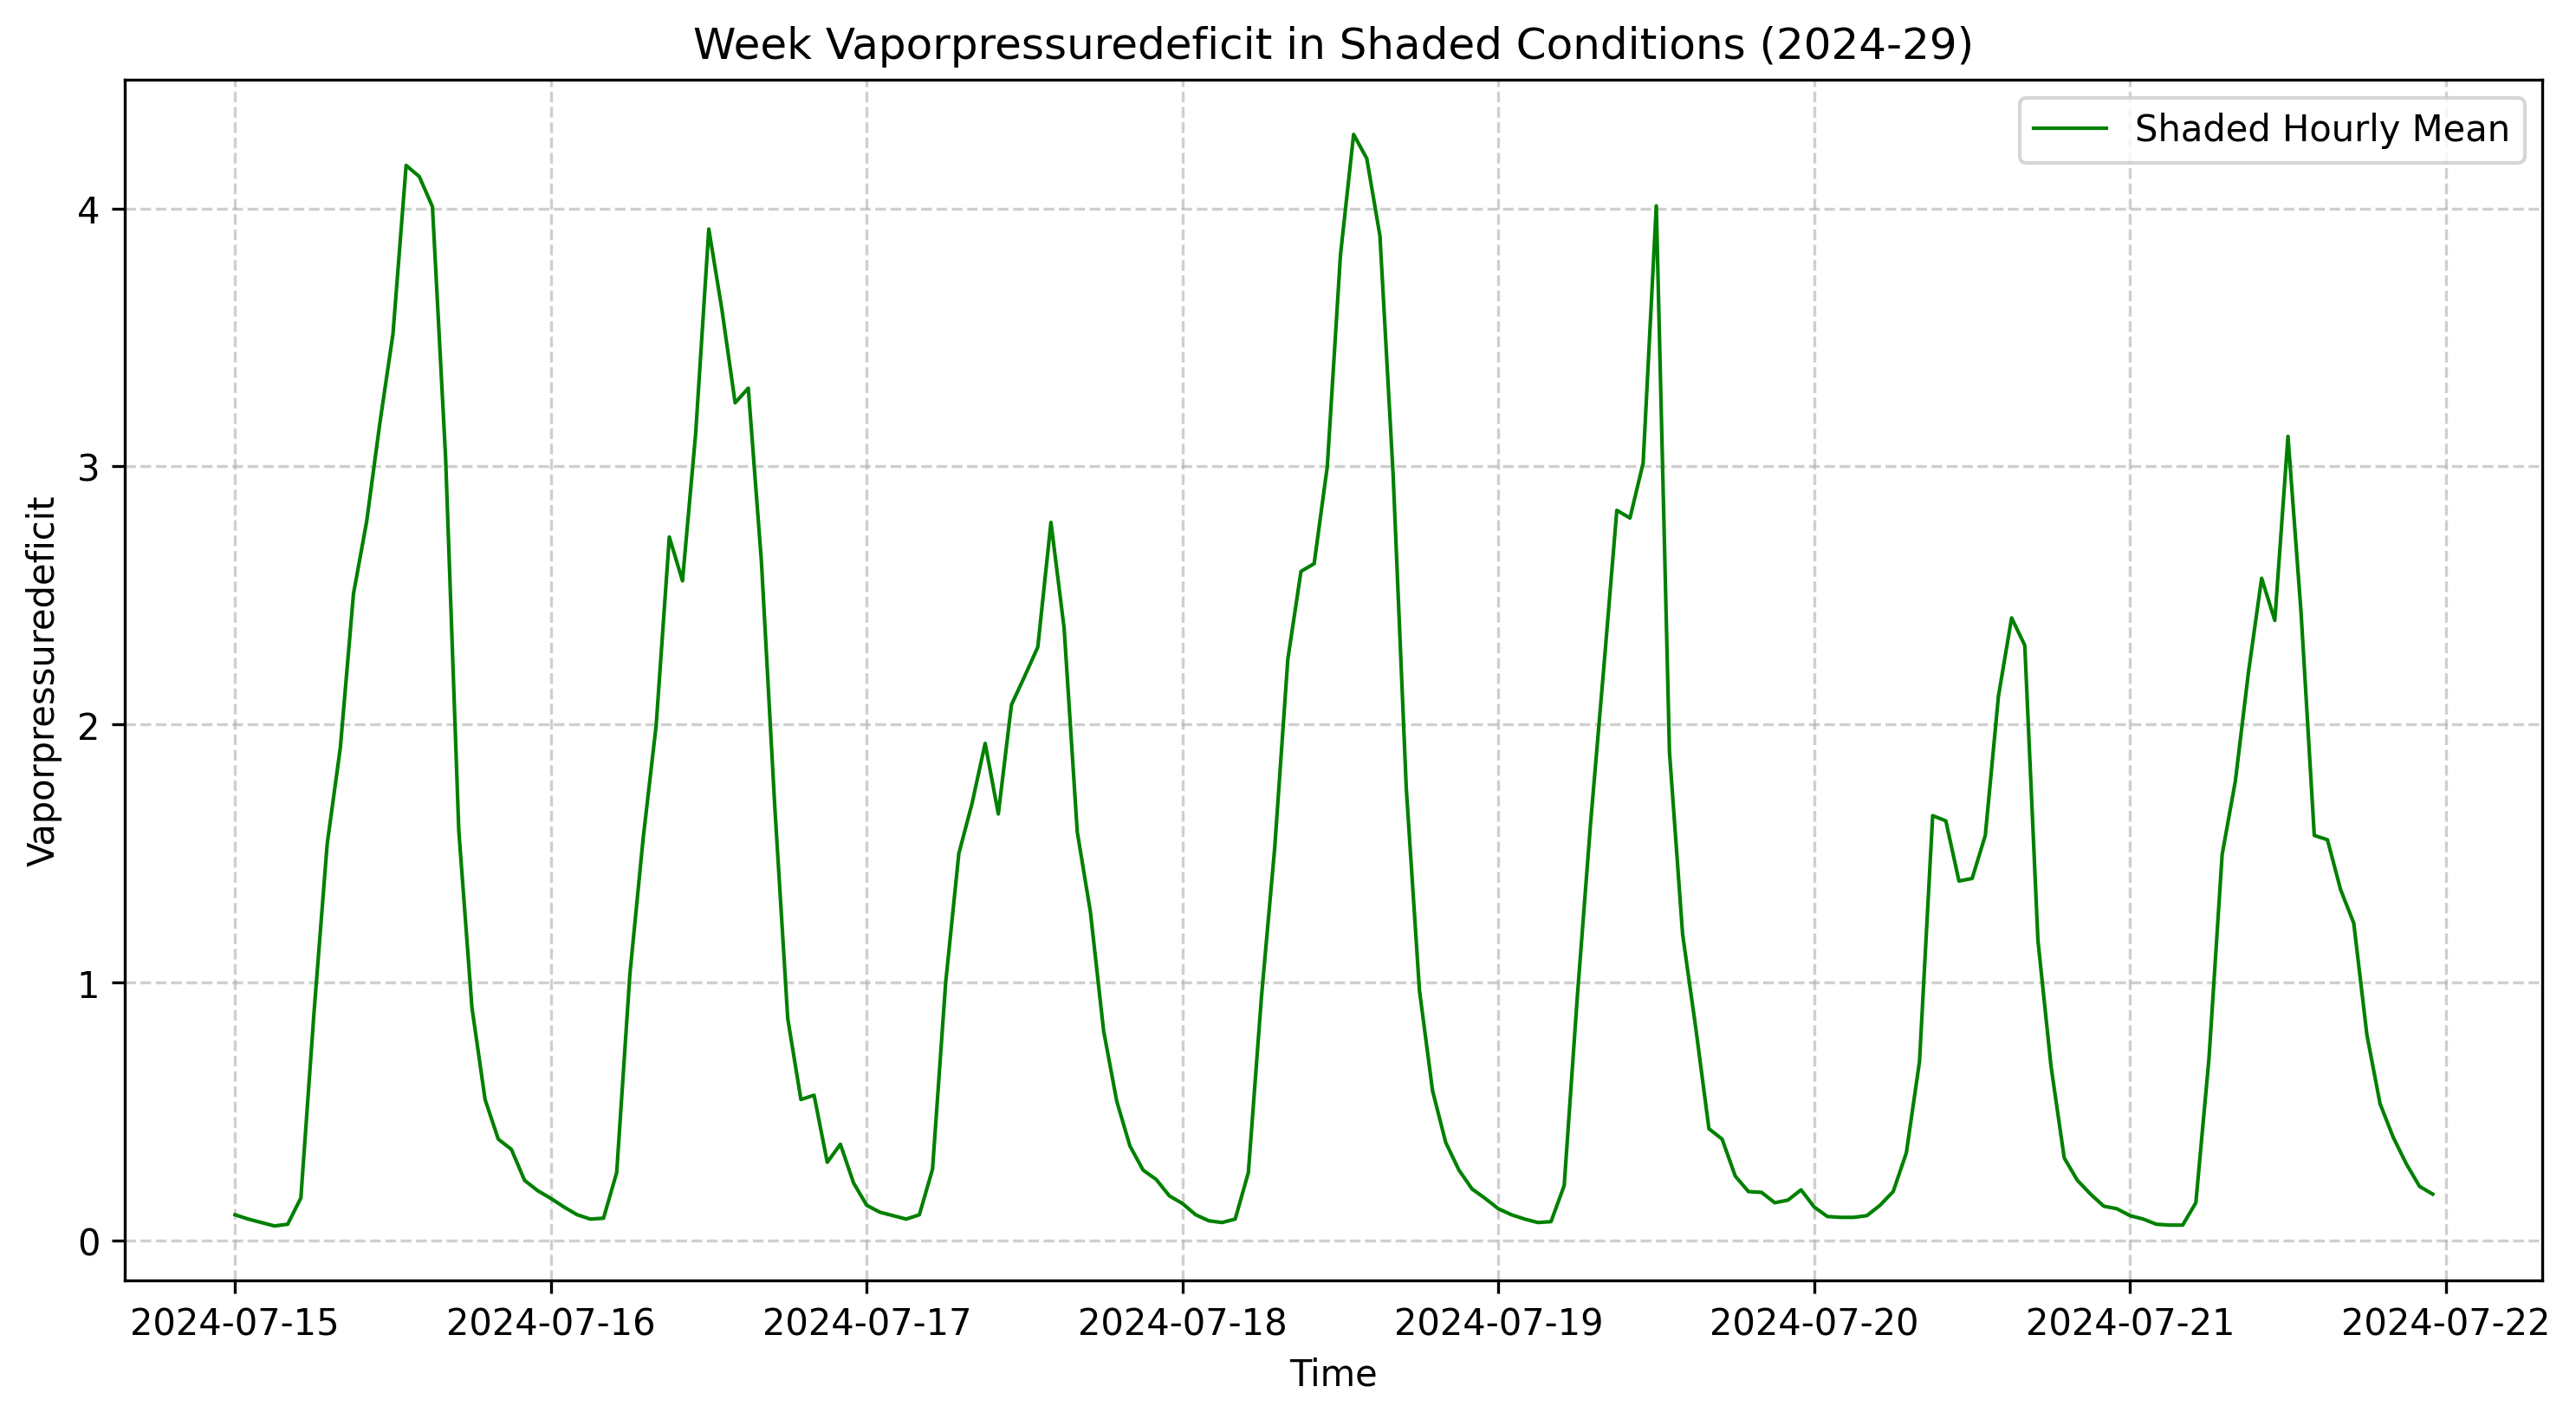 Week Vaporpressuredeficit in Shaded Conditions (2024-29)
Shaded Hourly Mean
Vaporpressuredeficit
4
3
2
1
0
2024-07-15 2024-07-16 2024-07-17 2024-07-18 2024-07-19 2024-07-20 2024-07-21 2024-07-22
Time